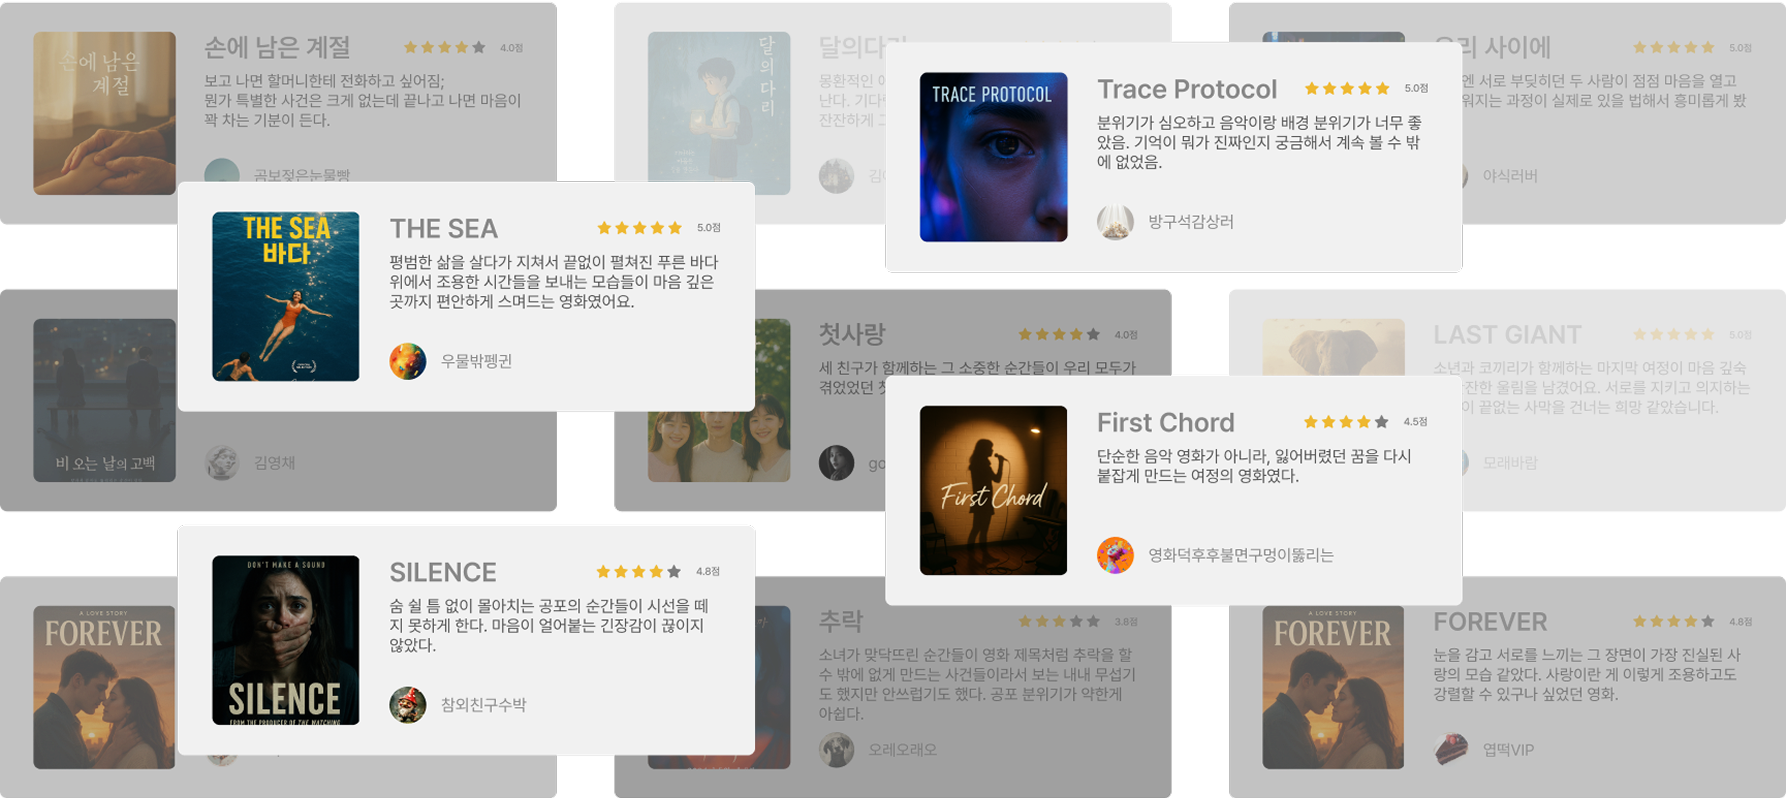 손에 남은 계절
4.0점
손에 남은
계절
보고 나면 할머니한테 전화하고 싶어짐;
뭔가 특별한 사건은 크게 없는데 끝나고 나면 마음이
꽉 차는 기분이 든다.
곰보젖은눈물빵
달의다리
달의다리
몽환적인
난다.
잔잔하게
Trace Protocol
5.0점
TRACE PROTOCOL
분위기가 심오하고 음악이랑 배경 분위기가 너무 좋
았음. 기억이 뭐가 진짜인지 궁금해서 계속 볼 수 밖
에 없었음.
방구석감상러
사이에
5.0점
서로 부딪히던 두 사람이 점점 마음을 열고
과정이 실제로 있을 법해서 흥미롭게 봤
야식러버
THE SEA
5.0점
THE SEA
바다
평범한 삶을 살다가 지쳐서 끝없이 펼쳐진 푸른 바다
위에서 조용한 시간들을 보내는 모습들이 마음 깊은
곳까지 편안하게 스며드는 영화였어요.
우물밖펭귄
비 오는 날의 고백
김영채
첫사랑
4.0점
세 친구가 함께하는 그 소중한 순간들이 우리 모두가
겪었었던
LAST GIANT
5.0점
소년과 코끼리가 함께하는 마지막 여정이 마음 깊숙
울림을 남겼어요. 서로를 지키고 의지하는
끝없는 사막을 건너는 희망 같았습니다.
모래바람
First Chord
4.5점
First Chord
단순한 음악 영화가 아니라, 잃어버렸던 꿈을 다시
붙잡게 만드는 여정의 영화였다.
영화덕후후불면구멍이뚫리는
SILENCE
4.8점
DON'T MAKE A SOUND
SILENCE
FROM THE PRODUCER OF THE WATCHING
숨 쉴 틈 없이 몰아치는 공포의 순간들이 시선을 떼
지 못하게 한다. 마음이 얼어붙는 긴장감이 끊이지
않았다.
참외친구수박
A LOVE STORY
FOREVER
추락
3.8점
소녀가 맞닥뜨린 순간들이 영화 제목처럼 추락을 할
수 밖에 없게 만드는 사건들이라서 보는 내내 무섭기
도 했지만 안쓰럽기도 했다. 공포 분위기가 약한게
아쉽다.
오레오래오
FOREVER
4.8점
A LOVE STORY
FOREVER
눈을 감고 서로를 느끼는 그 장면이 가장 진실된 사
랑의 모습 같았다. 사랑이란 게 이렇게 조용하고도
강렬할 수 있구나 싶었던 영화.
엽떡VIP